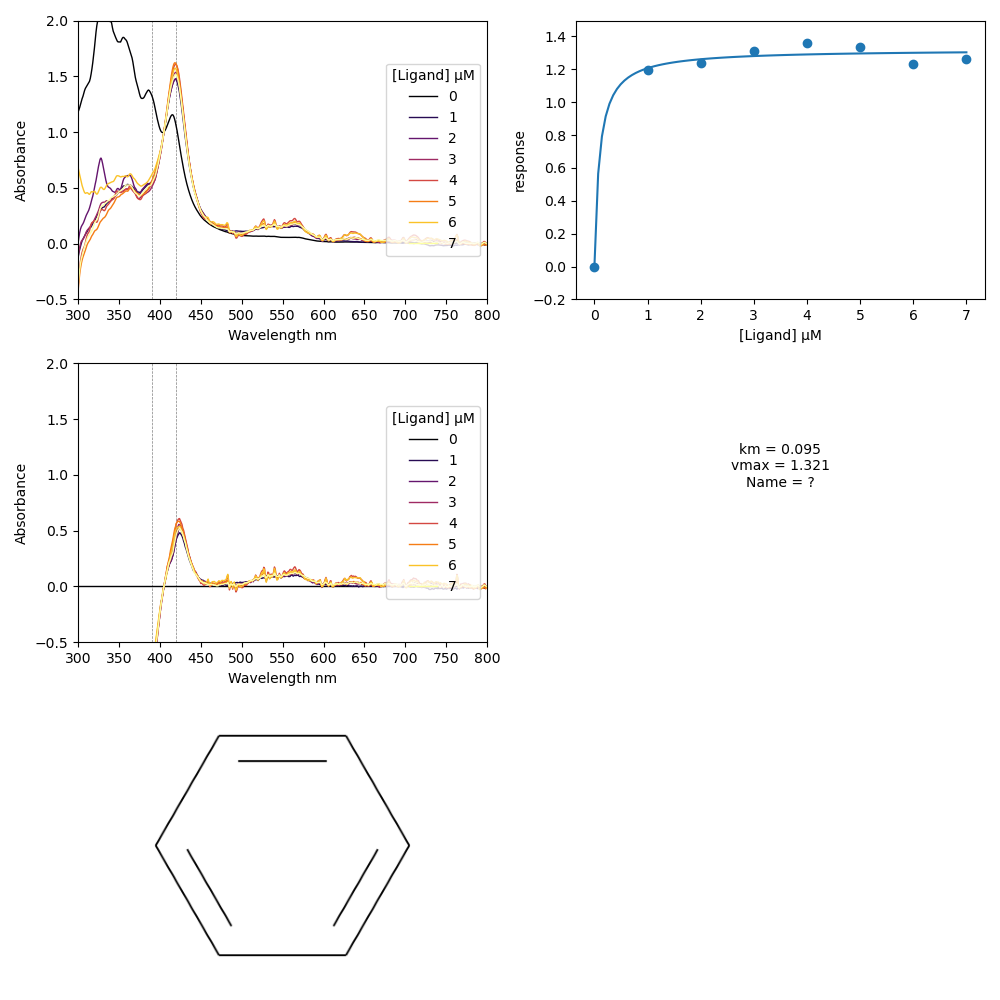 2.0
1.5
1.0
0.5
0.0
−0.5
Absorbance
300 350 400 450 500 550 600 650 700 750 800
Wavelength nm
[Ligand] μM
0
1
2
3
4
5
6
7
1.4
1.2
1.0
0.8
0.6
0.4
0.2
0.0
−0.2
response
0 1 2 3 4 5 6 7
[Ligand] μM
2.0
1.5
1.0
0.5
0.0
−0.5
Absorbance
300 350 400 450 500 550 600 650 700 750 800
Wavelength nm
[Ligand] μM
0
1
2
3
4
5
6
7
km = 0.095
vmax = 1.321
Name = ?